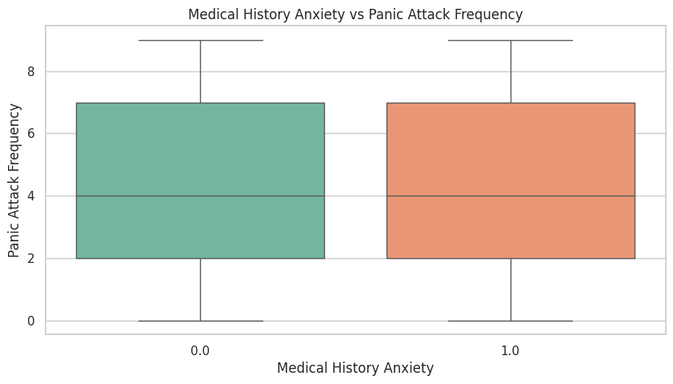 Medical History Anxiety vs Panic Attack Frequency
Panic Attack Frequency
8
6
4
2
0
0.0
1.0
Medical History Anxiety